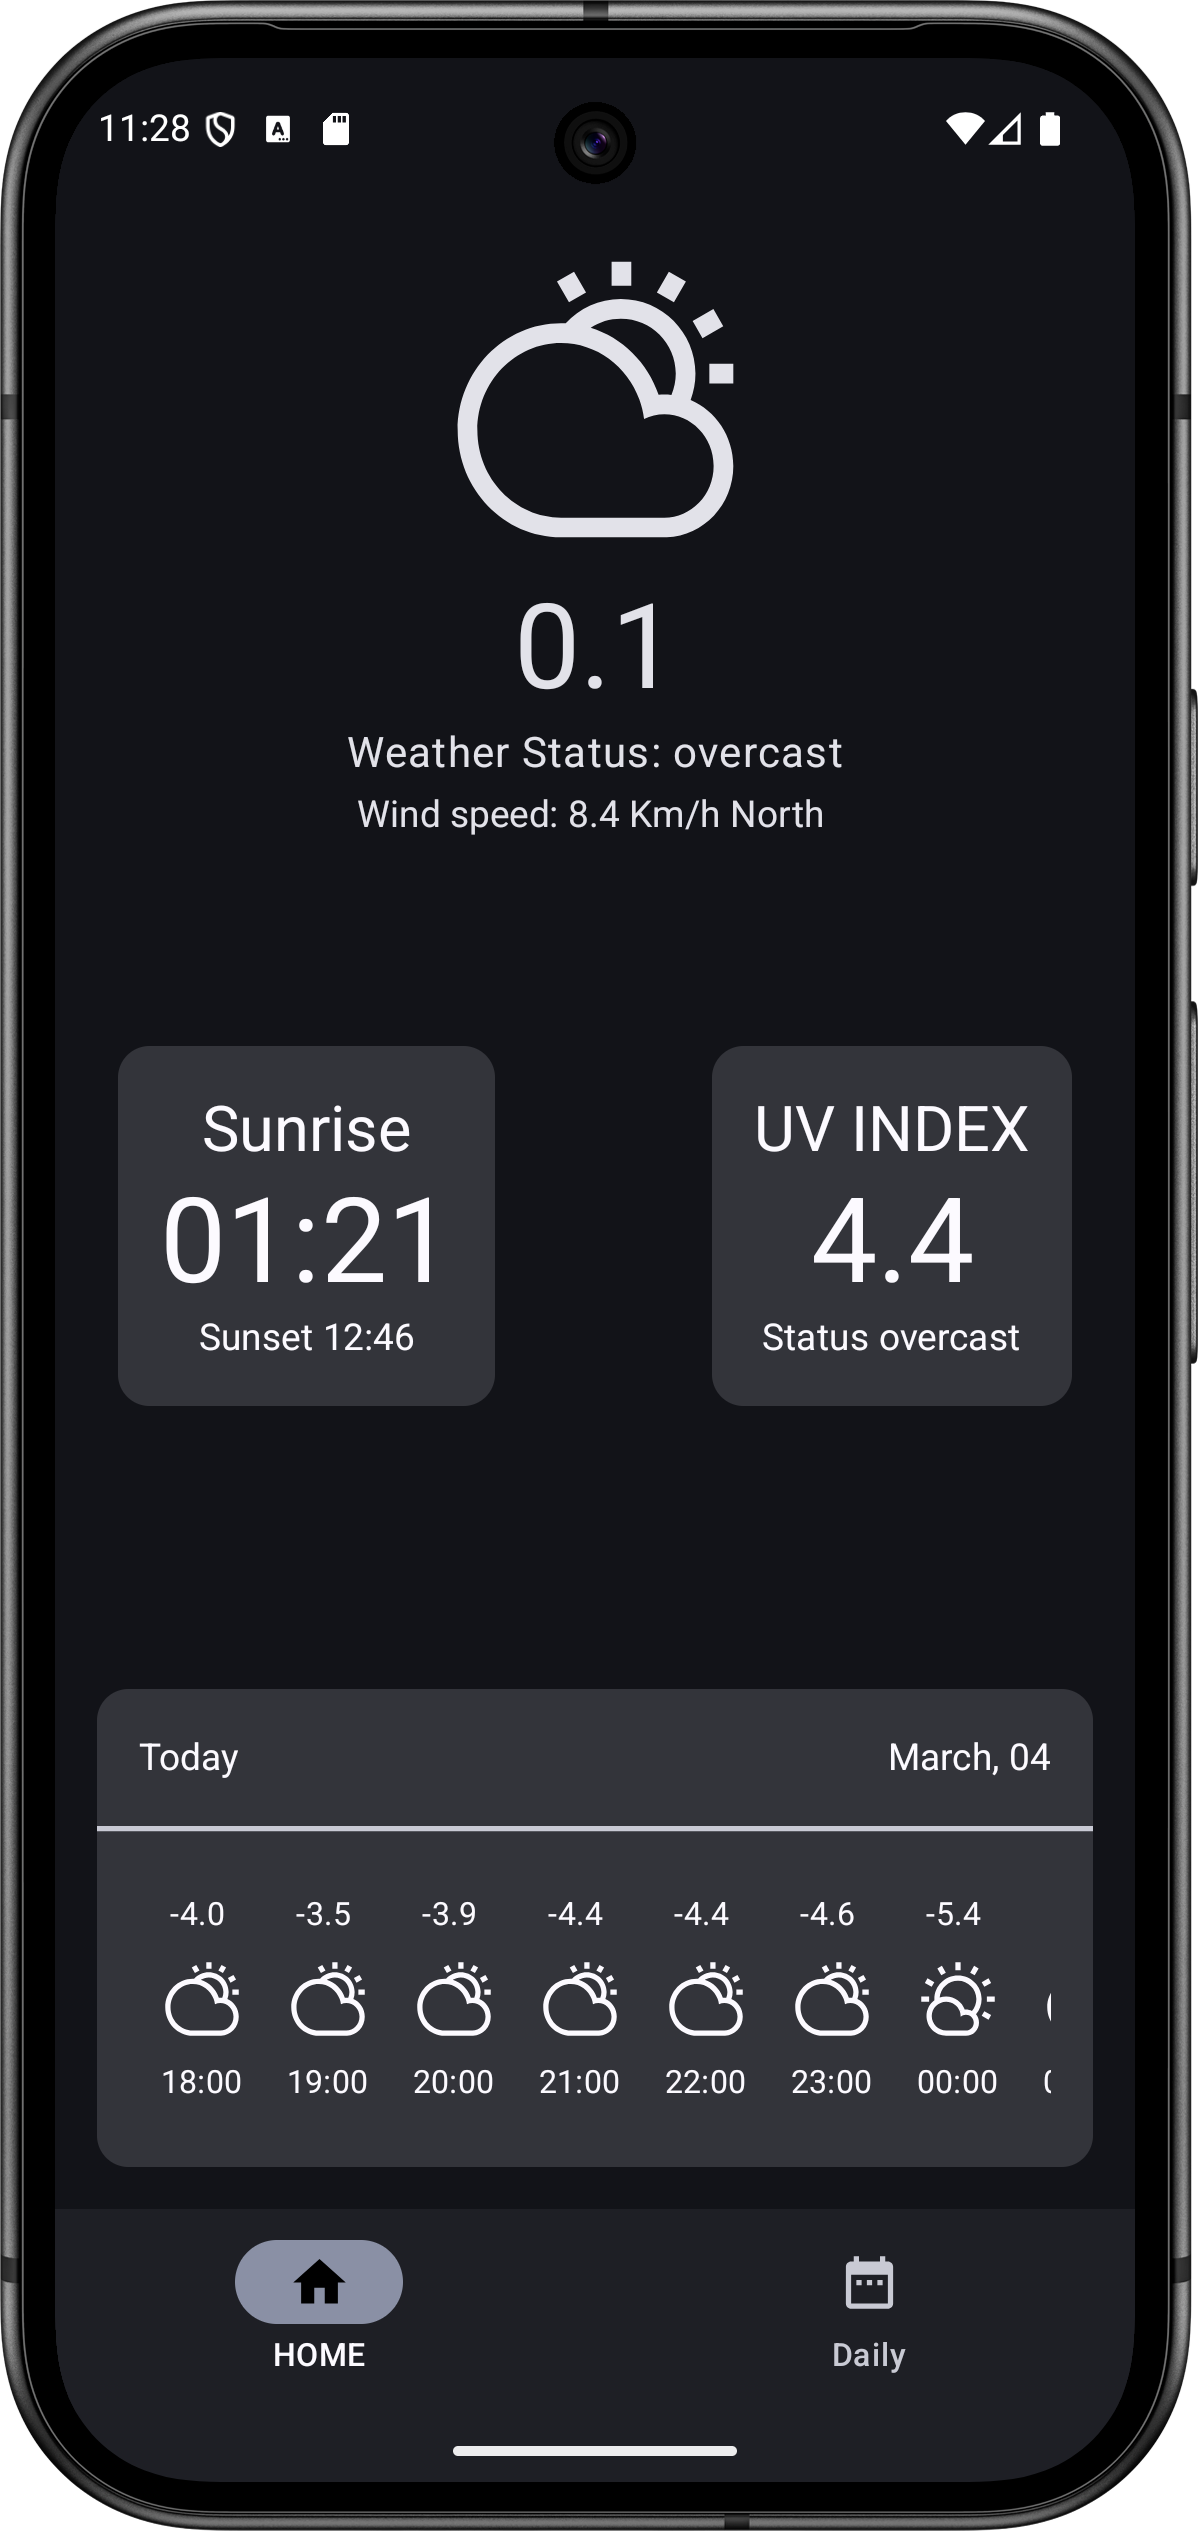 11:28
0.1
Weather Status: overcast
Wind speed: 8.4 Km/h North
Sunrise
01:21
Sunset 12:46
UV INDEX
4.4
Status overcast
Today March, 04
-4.0 -3.5 -3.9 -4.4 -4.4 -4.6 -5.4
18:00 19:00 20:00 21:00 22:00 23:00 00:00
HOME Daily